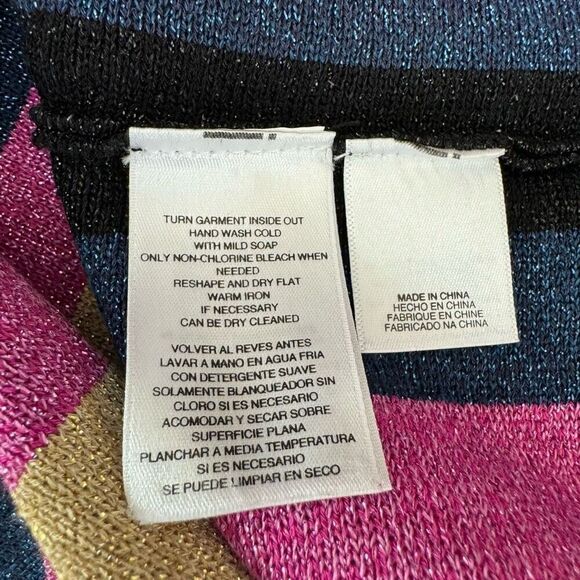 TURN GARMENT INSIDE OUT
HAND WASH COLD
WITH MILD SOAP
ONLY NON-CHLORINE BLEACH WHEN
NEEDED
RESHAPE AND DRY FLAT
WARM IRON
IF NECESSARY
CAN BE DRY CLEANED
VOLVER AL REVES ANTES
LAVAR A MANO EN AGUA FRIA
CON DETERGENTE SUAVE
SOLAMENTE BLANQUEADOR SIN
CLORO SI ES NECESARIO
ACOMODAR Y SECAR SOBRE
SUPERFICIE PLANA
PLANCHAR A MEDIA TEMPERATURA
SI ES NECESARIO
SE PUEDE LIMPIAR EN SECO
MADE IN CHINA
HECHO EN CHINA
FABRIQUE EN CHINE
FABRICADO NA CHINA